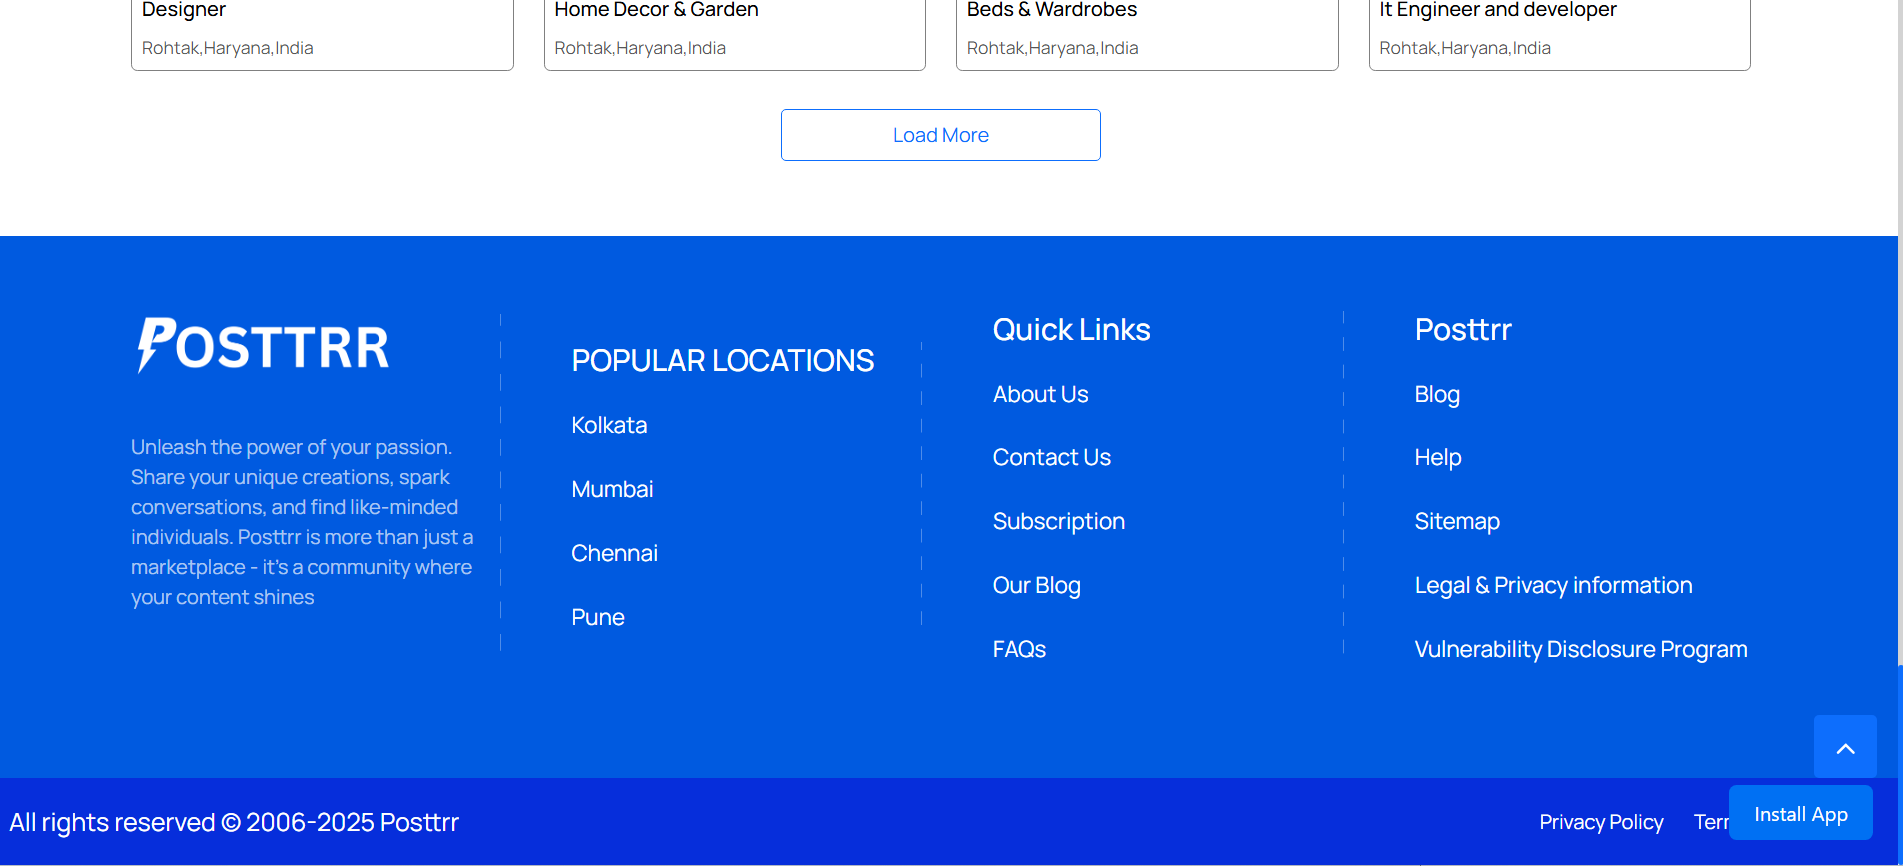 Designer
Rohtak,Haryana,India
Home Decor & Garden
Rohtak,Haryana,India
Beds & Wardrobes
Rohtak,Haryana,India
It Engineer and developer
Rohtak,Haryana,India
Load More
POSTTRR
Unleash the power of your passion.
Share your unique creations, spark
conversations, and find like-minded
individuals. Posttrr is more than just a
marketplace - it's a community where
your content shines
POPULAR LOCATIONS
Kolkata
Mumbai
Chennai
Pune
Quick Links
About Us
Contact Us
Subscription
Our Blog
FAQs
Posttrr
Blog
Help
Sitemap
Legal & Privacy information
Vulnerability Disclosure Program
All rights reserved © 2006-2025 Posttrr
Privacy Policy
Install App